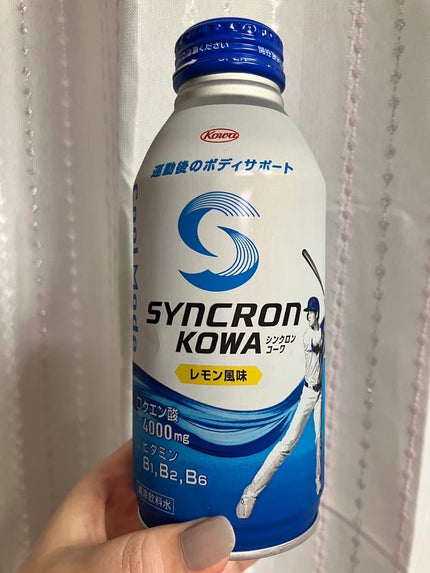 Kowa
運動後のボディサポート
Cool Mode
SYNCRON
KOWA シンクロン
コーワ
レモン風味
クエン酸
4000mg
ビタミン
B1, B2, B6
清涼飲料水